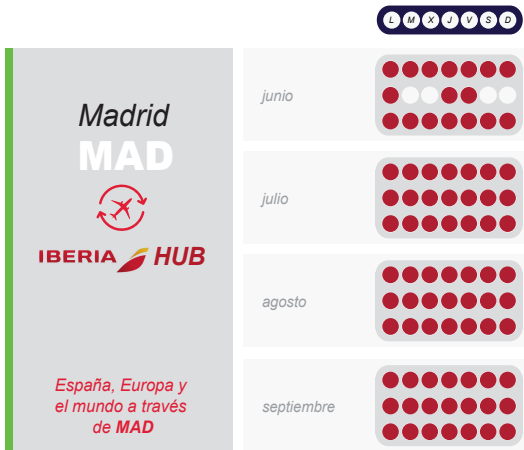 L M X J V S D
Madrid
MAD
IBERIA HUB
España, Europa y
el mundo a través
de MAD
junio
julio
agosto
septiembre